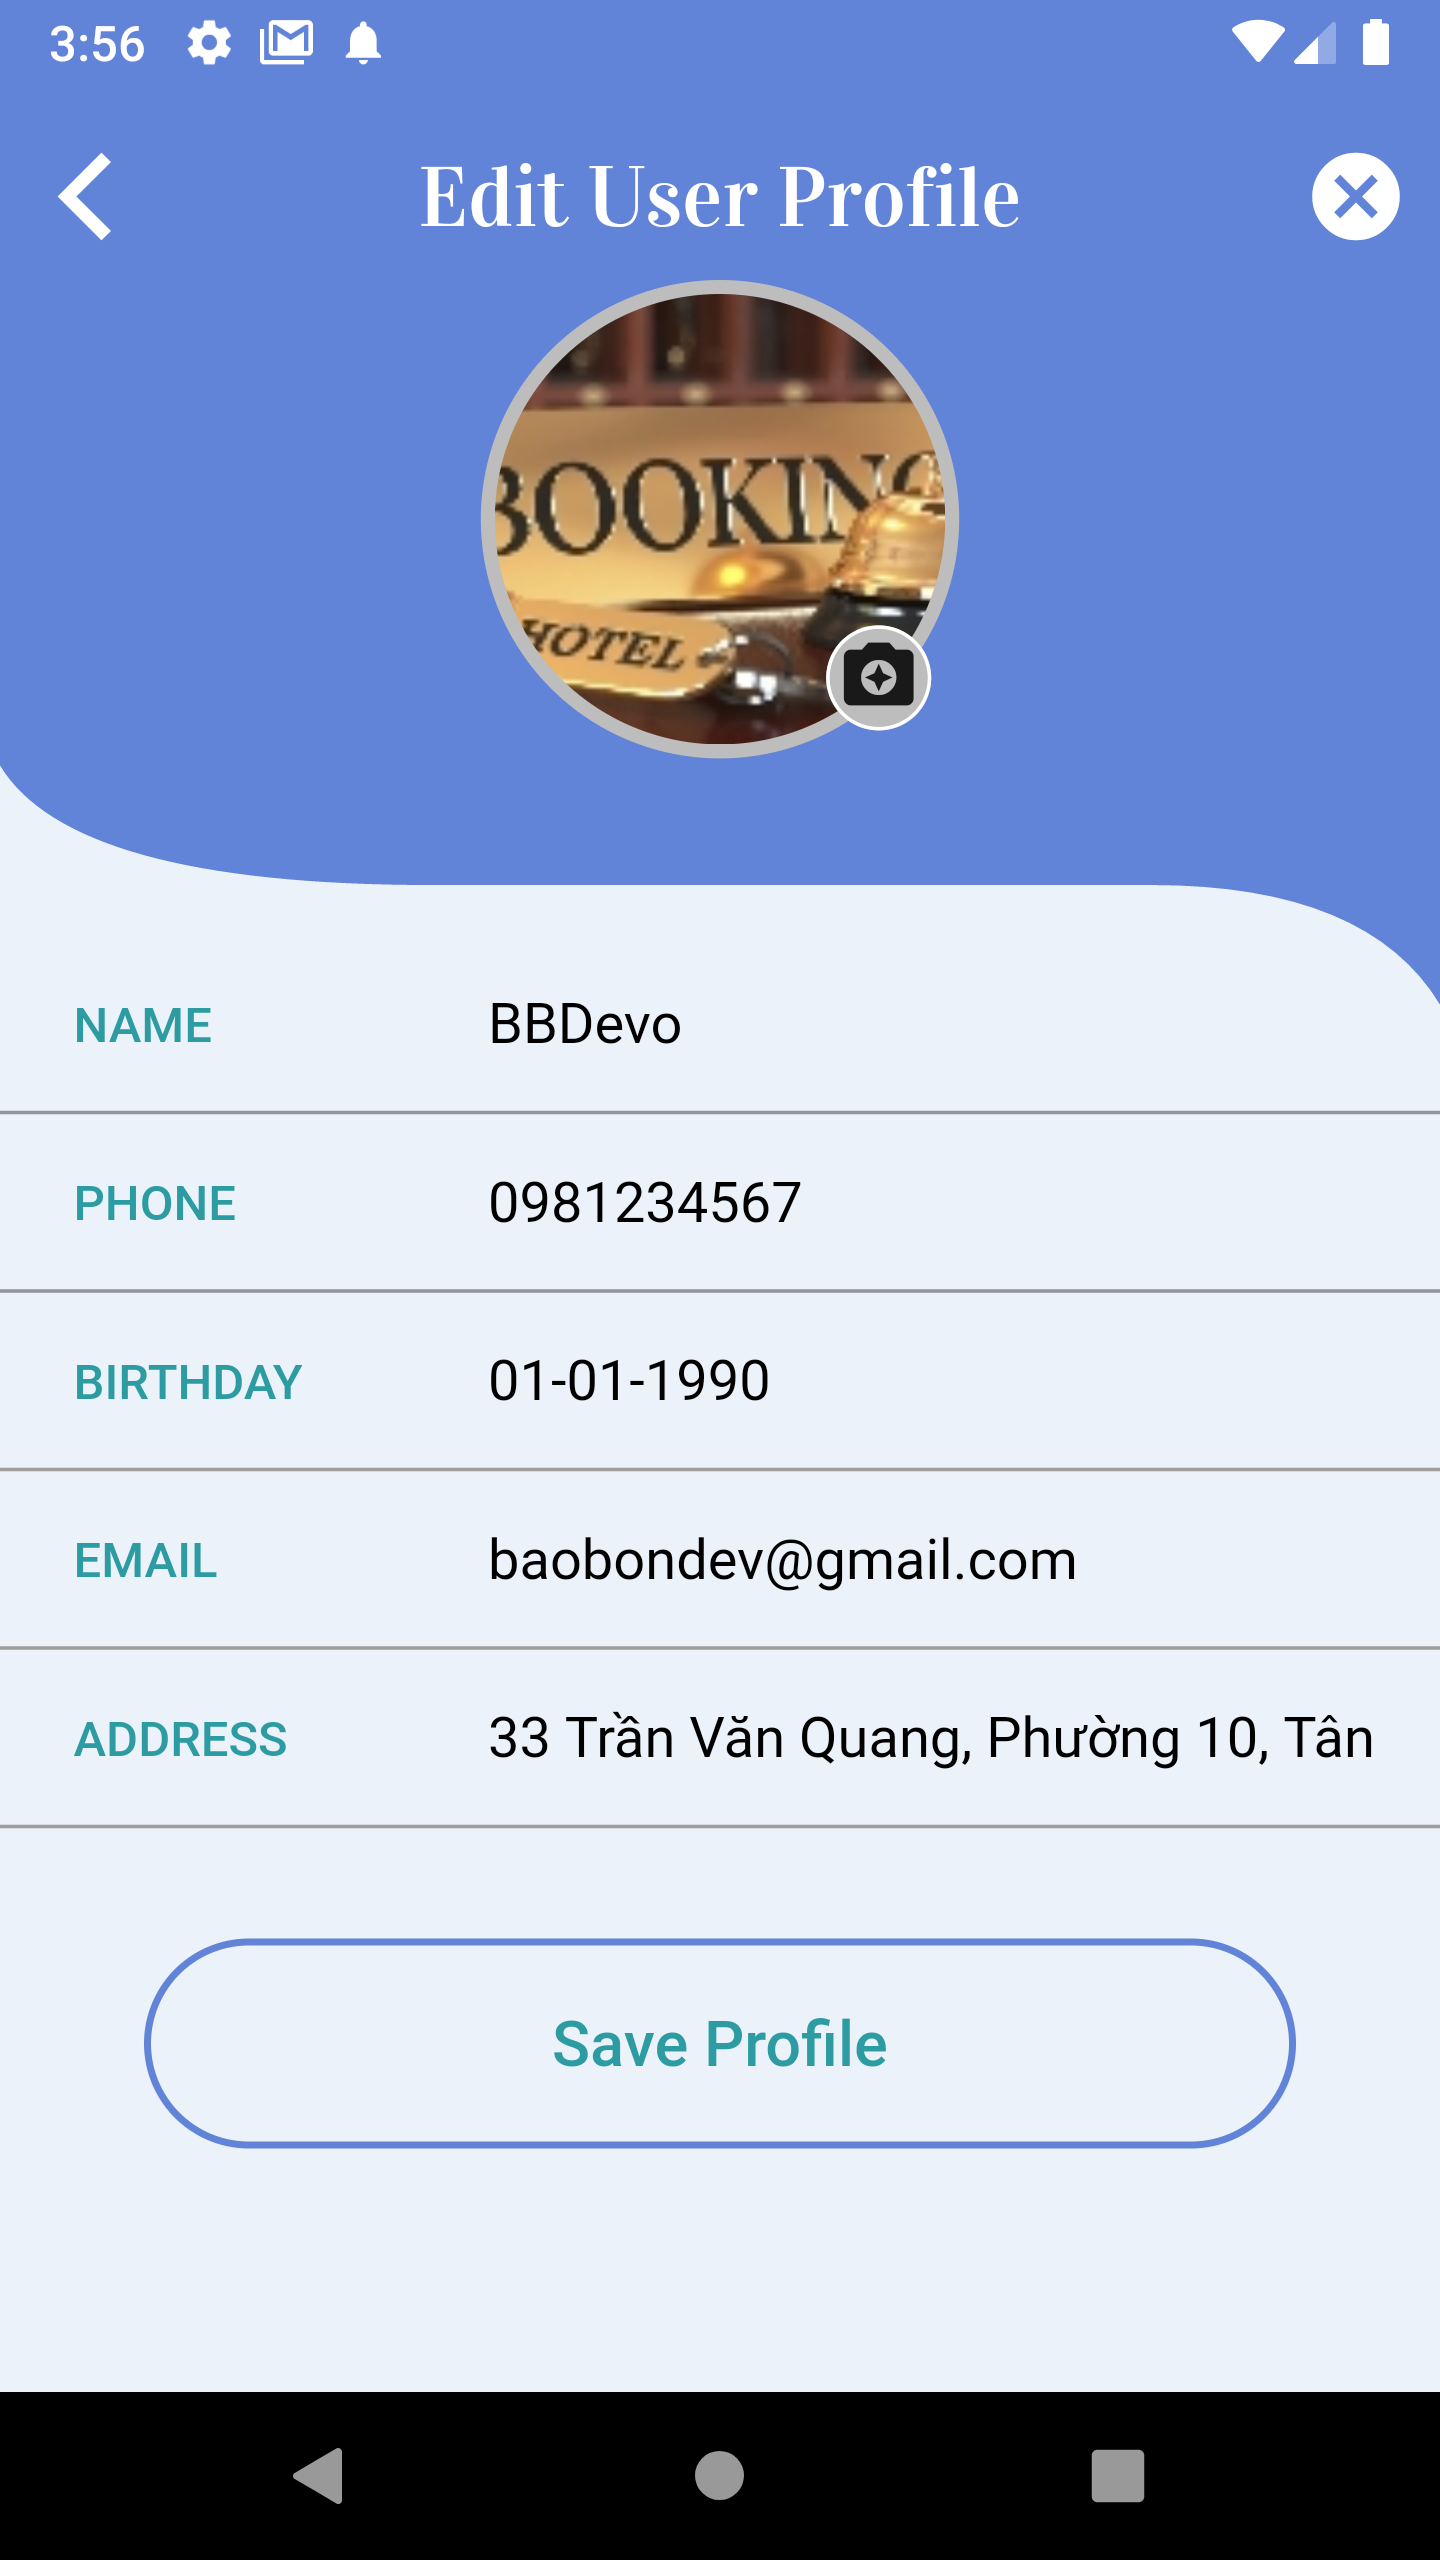 3:56
Edit User Profile
BOOKING
HOTEL
NAME BBDevo
PHONE 0981234567
BIRTHDAY 01-01-1990
EMAIL baobondev@gmail.com
ADDRESS 33 Trần Văn Quang, Phường 10, Tân
Save Profile